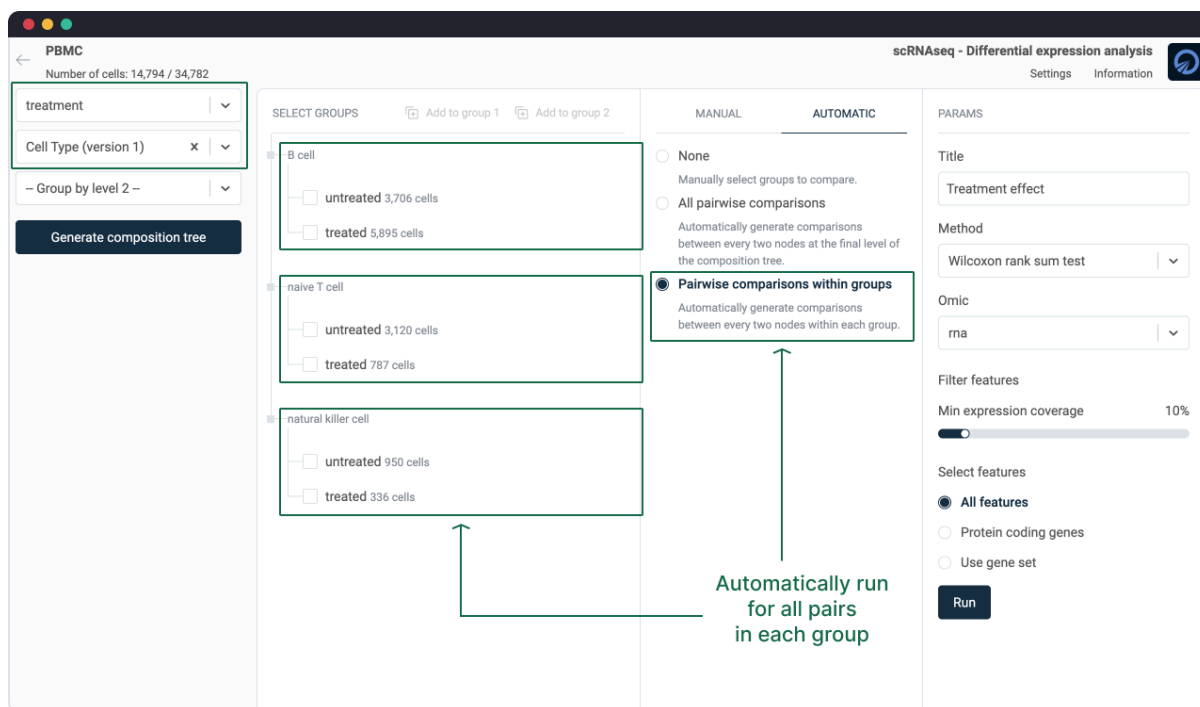 PBMC
Number of cells: 14,794 / 34,782
scRNAseq - Differential expression analysis
Settings Information
treatment
Cell Type (version 1) x
-- Group by level 2 --
Generate composition tree
SELECT GROUPS Add to group 1 Add to group 2
B cell
untreated 3,706 cells
treated 5,895 cells
naive T cell
untreated 3,120 cells
treated 787 cells
natural killer cell
untreated 950 cells
treated 336 cells
MANUAL AUTOMATIC
None
Manually select groups to compare.
All pairwise comparisons
Automatically generate comparisons
between every two nodes at the final level of
the composition tree.
Pairwise comparisons within groups
Automatically generate comparisons
between every two nodes within each group.
Automatically run
for all pairs
in each group
PARAMS
Title
Treatment effect
Method
Wilcoxon rank sum test
Omic
rna
Filter features
Min expression coverage 10%
Select features
All features
Protein coding genes
Use gene set
Run